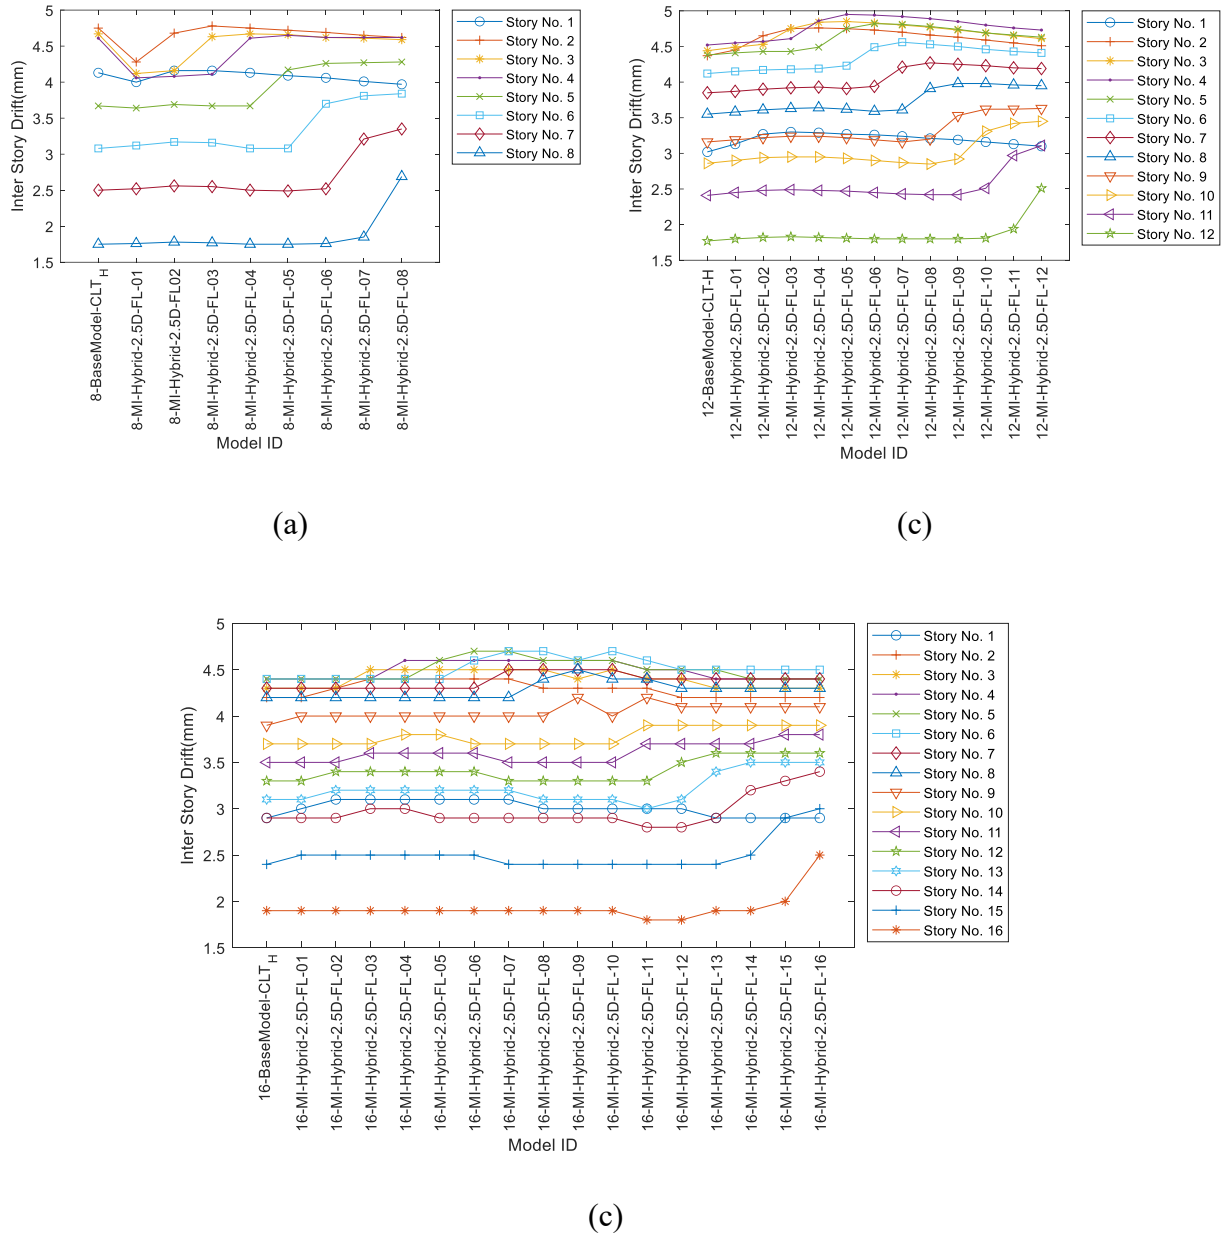 5
4.5
4
3.5
3
2.5
2
1.5
Inter Story Drift(mm)
8-BaseModel-CLT_H
8-MI-Hybrid-2.5D-FL-01
8-MI-Hybrid-2.5D-FL02
8-MI-Hybrid-2.5D-FL-03
8-MI-Hybrid-2.5D-FL-04
8-MI-Hybrid-2.5D-FL-05
8-MI-Hybrid-2.5D-FL-06
8-MI-Hybrid-2.5D-FL-07
8-MI-Hybrid-2.5D-FL-08
Model ID
Story No. 1
Story No. 2
Story No. 3
Story No. 4
Story No. 5
Story No. 6
Story No. 7
Story No. 8
(a)
5
4.5
4
3.5
3
2.5
2
1.5
Inter Story Drift(mm)
12-BaseModel-CLT-H
12-MI-Hybrid-2.5D-FL-01
12-MI-Hybrid-2.5D-FL-02
12-MI-Hybrid-2.5D-FL-03
12-MI-Hybrid-2.5D-FL-04
12-MI-Hybrid-2.5D-FL-05
12-MI-Hybrid-2.5D-FL-06
12-MI-Hybrid-2.5D-FL-07
12-MI-Hybrid-2.5D-FL-08
12-MI-Hybrid-2.5D-FL-09
12-MI-Hybrid-2.5D-FL-10
12-MI-Hybrid-2.5D-FL-11
12-MI-Hybrid-2.5D-FL-12
Model ID
Story No. 1
Story No. 2
Story No. 3
Story No. 4
Story No. 5
Story No. 6
Story No. 7
Story No. 8
Story No. 9
Story No. 10
Story No. 11
Story No. 12
(c)
5
4.5
4
3.5
3
2.5
2
1.5
Inter Story Drift(mm)
16-BaseModel-CLT_H
16-MI-Hybrid-2.5D-FL-01
16-MI-Hybrid-2.5D-FL-02
16-MI-Hybrid-2.5D-FL-03
16-MI-Hybrid-2.5D-FL-04
16-MI-Hybrid-2.5D-FL-05
16-MI-Hybrid-2.5D-FL-06
16-MI-Hybrid-2.5D-FL-07
16-MI-Hybrid-2.5D-FL-08
16-MI-Hybrid-2.5D-FL-09
16-MI-Hybrid-2.5D-FL-10
16-MI-Hybrid-2.5D-FL-11
16-MI-Hybrid-2.5D-FL-12
16-MI-Hybrid-2.5D-FL-13
16-MI-Hybrid-2.5D-FL-14
16-MI-Hybrid-2.5D-FL-15
16-MI-Hybrid-2.5D-FL-16
Model ID
Story No. 1
Story No. 2
Story No. 3
Story No. 4
Story No. 5
Story No. 6
Story No. 7
Story No. 8
Story No. 9
Story No. 10
Story No. 11
Story No. 12
Story No. 13
Story No. 14
Story No. 15
Story No. 16
(c)